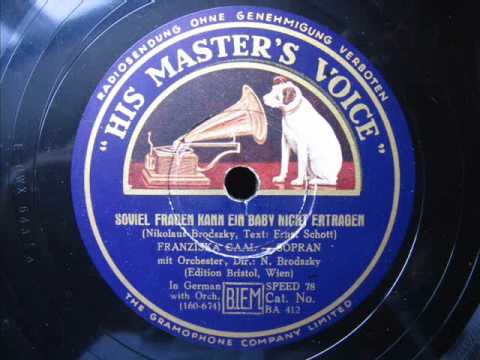 RADIOSENDUNG OHNE GENEHMIGUNG VERBOTEN
"HIS MASTER'S VOICE"
SOVIEL FRAUEN KANN EIN BABY NICHT ERTRAGEN
(Nikolaus Brodszky, Text: Ernst Schott)
FRANZISKA GAAL - SOPRAN
mit Orchester, Dir.: N. Brodszky
(Edition Bristol, Wien)
In German
with Orch.
(160-674)
BIEM
SPEED 78
Cat. No.
BA 412
THE GRAMOPHONE COMPANY LIMITED